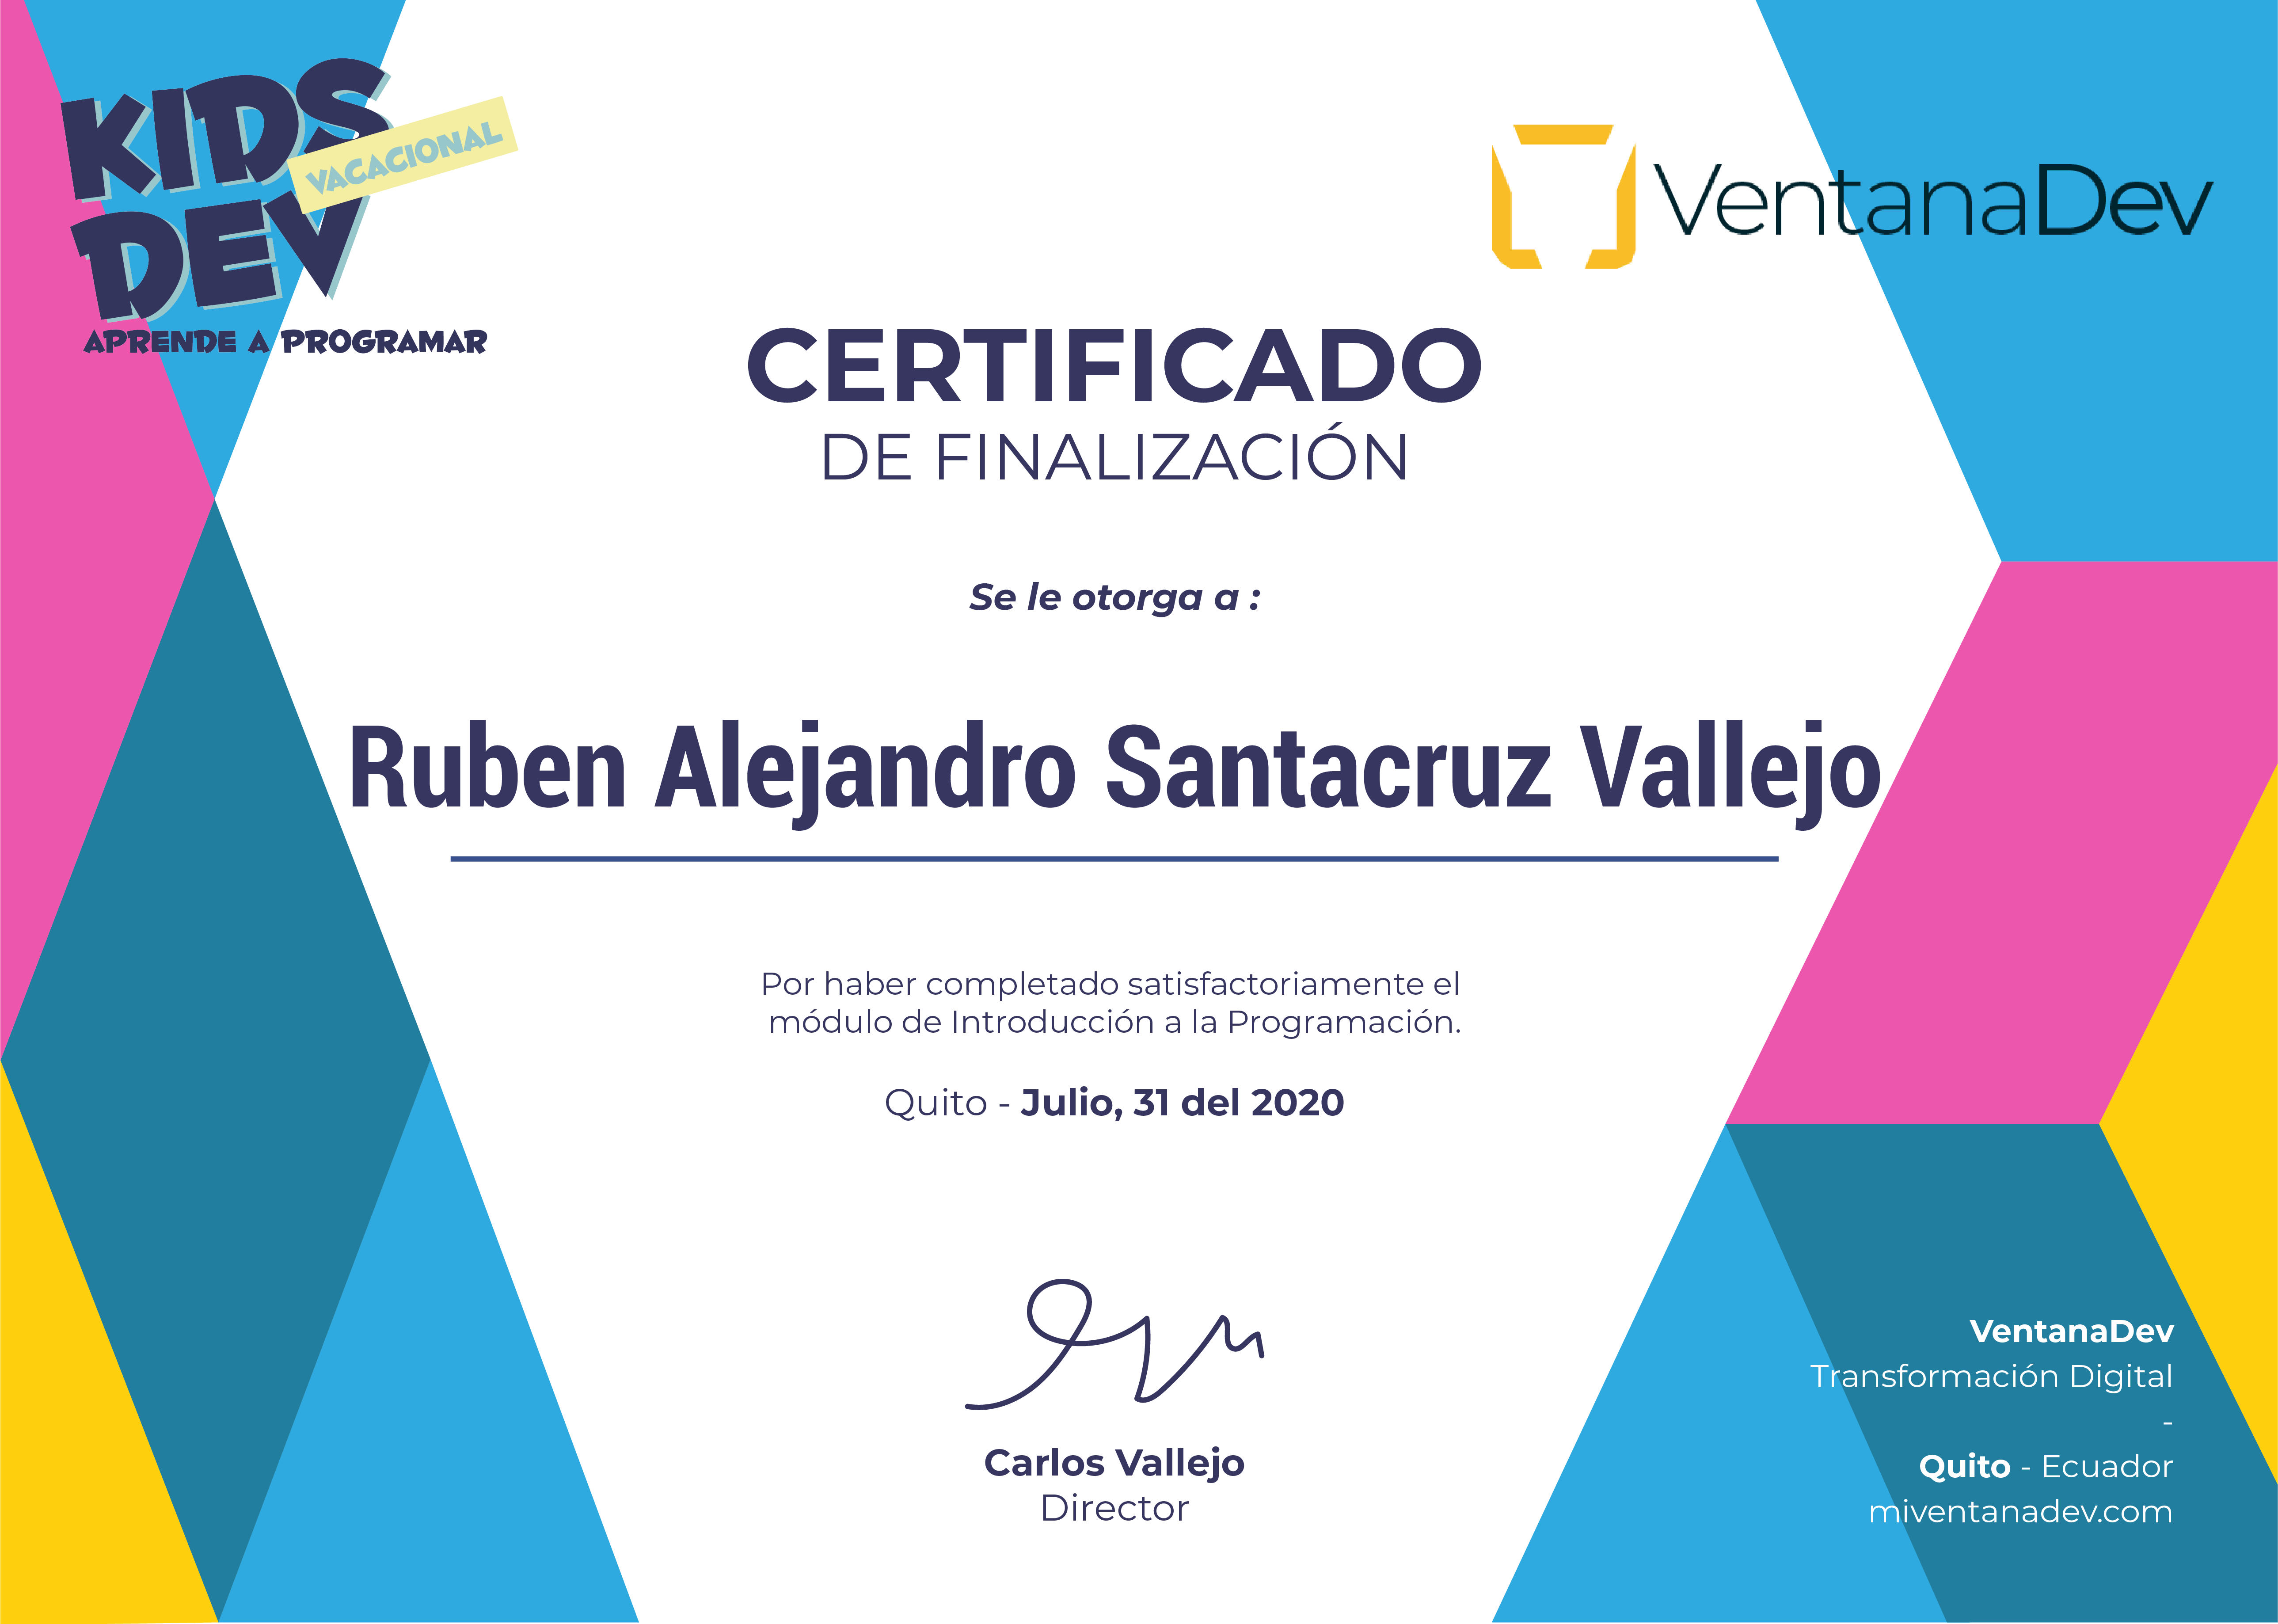 KIDS
VACACIONAL
DEV
APRENDE A PROGRAMAR
VentanaDev
CERTIFICADO
DE FINALIZACIÓN
Se le otorga a :
Ruben Alejandro Santacruz Vallejo
Por haber completado satisfactoriamente el
módulo de Introducción a la Programación.
Quito - Julio, 31 del 2020
Carlos Vallejo
Director
VentanaDev
Transformación Digital
-
Quito - Ecuador
miventanadev.com